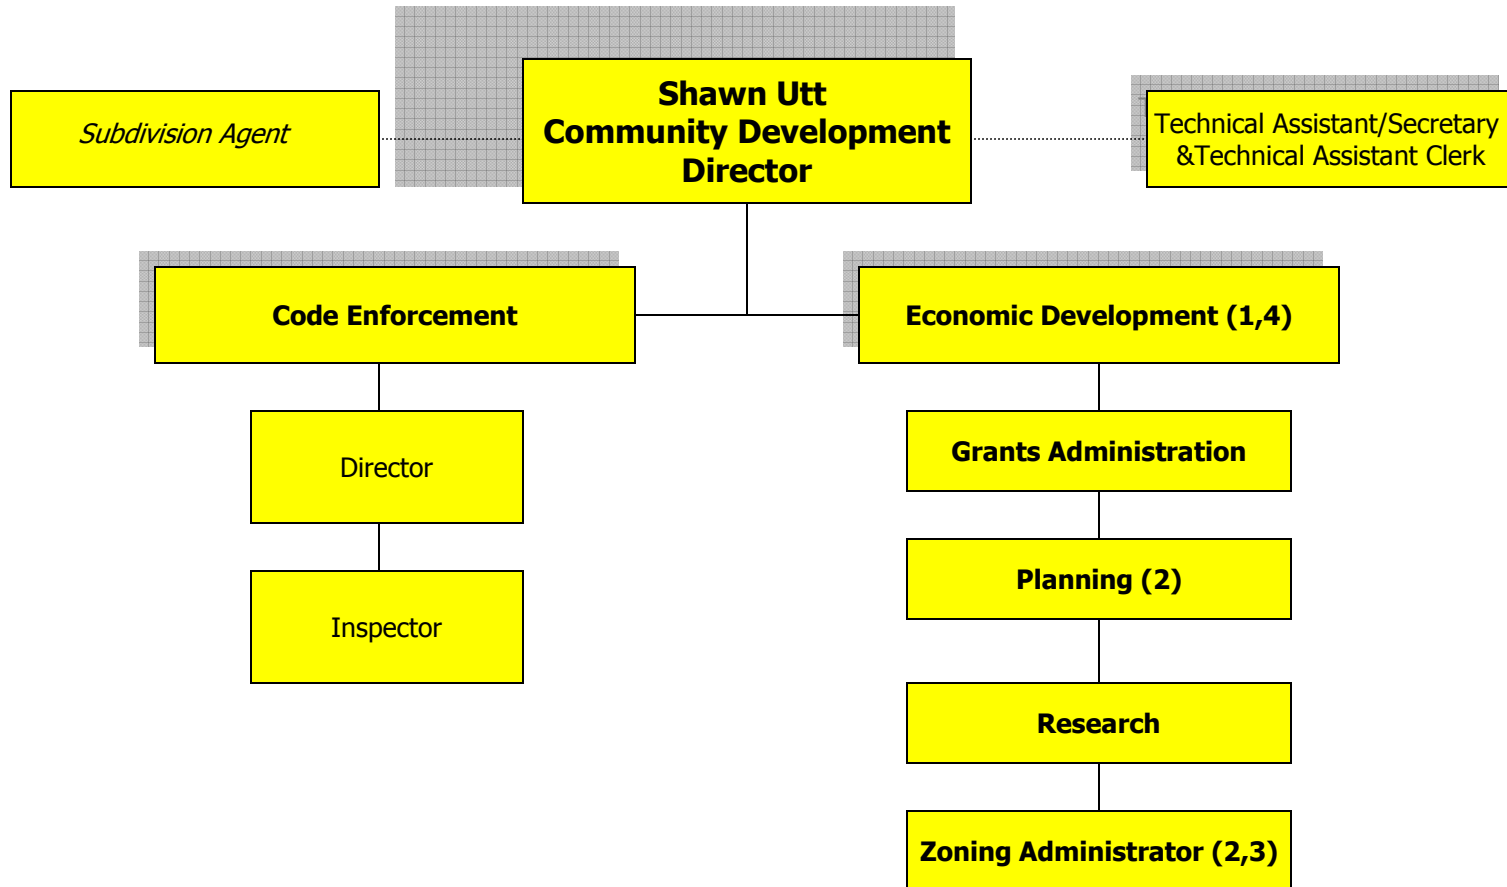 Shawn Utt
Community Development
Director
Subdivision Agent
Technical Assistant/Secretary
&Technical Assistant Clerk
Code Enforcement
Economic Development (1,4)
Director
Grants Administration
Inspector
Planning (2)
Research
Zoning Administrator (2,3)